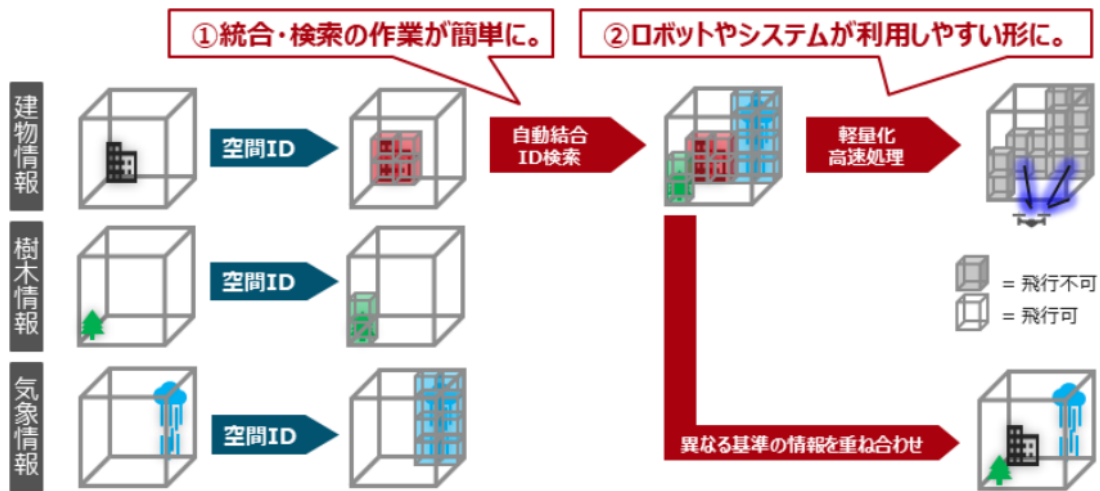 ①統合・検索の作業が簡単に。
②ロボットやシステムが利用しやすい形に。
建物情報
空間ID
自動結合
ID検索
軽量化
高速処理
樹木情報
空間ID
= 飛行不可
= 飛行可
気象情報
空間ID
異なる基準の情報を重ね合わせ